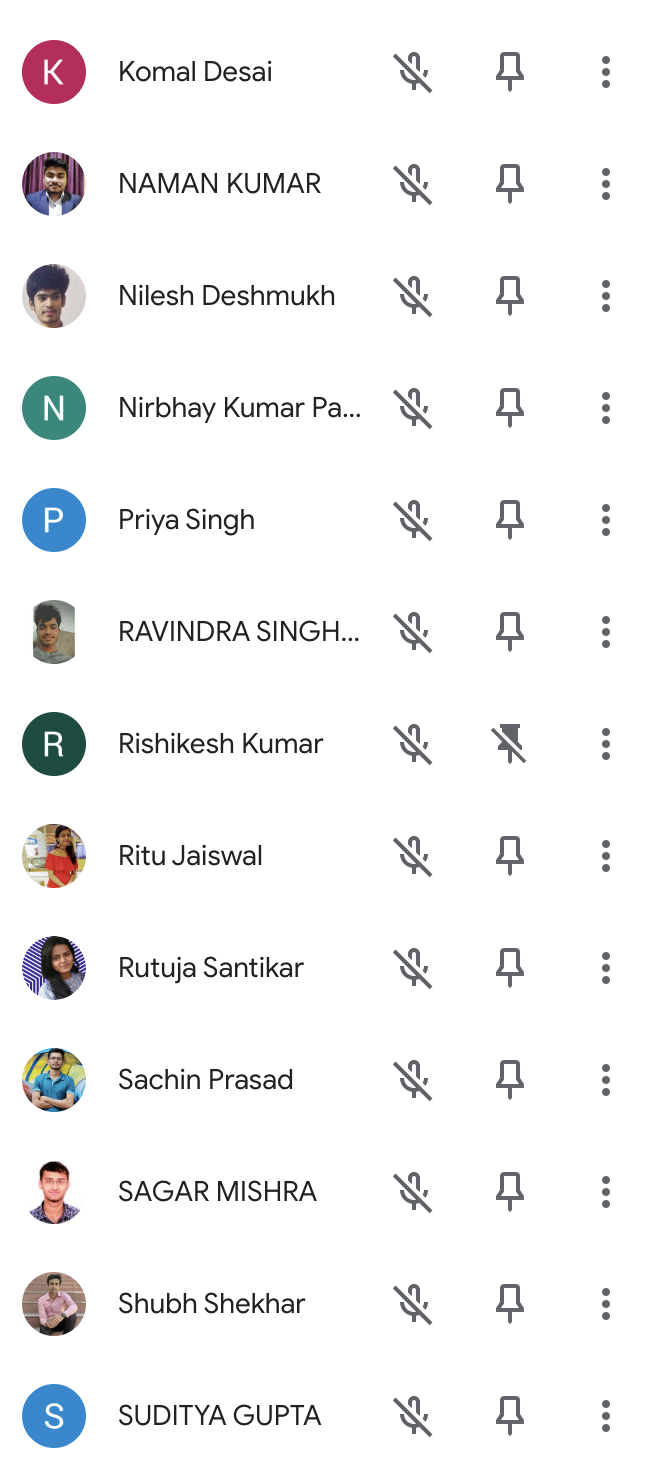 K Komal Desai
NAMAN KUMAR
Nilesh Deshmukh
N Nirbhay Kumar Pa...
P Priya Singh
RAVINDRA SINGH...
R Rishikesh Kumar
Ritu Jaiswal
Rutuja Santikar
Sachin Prasad
SAGAR MISHRA
Shubh Shekhar
S SUDITYA GUPTA